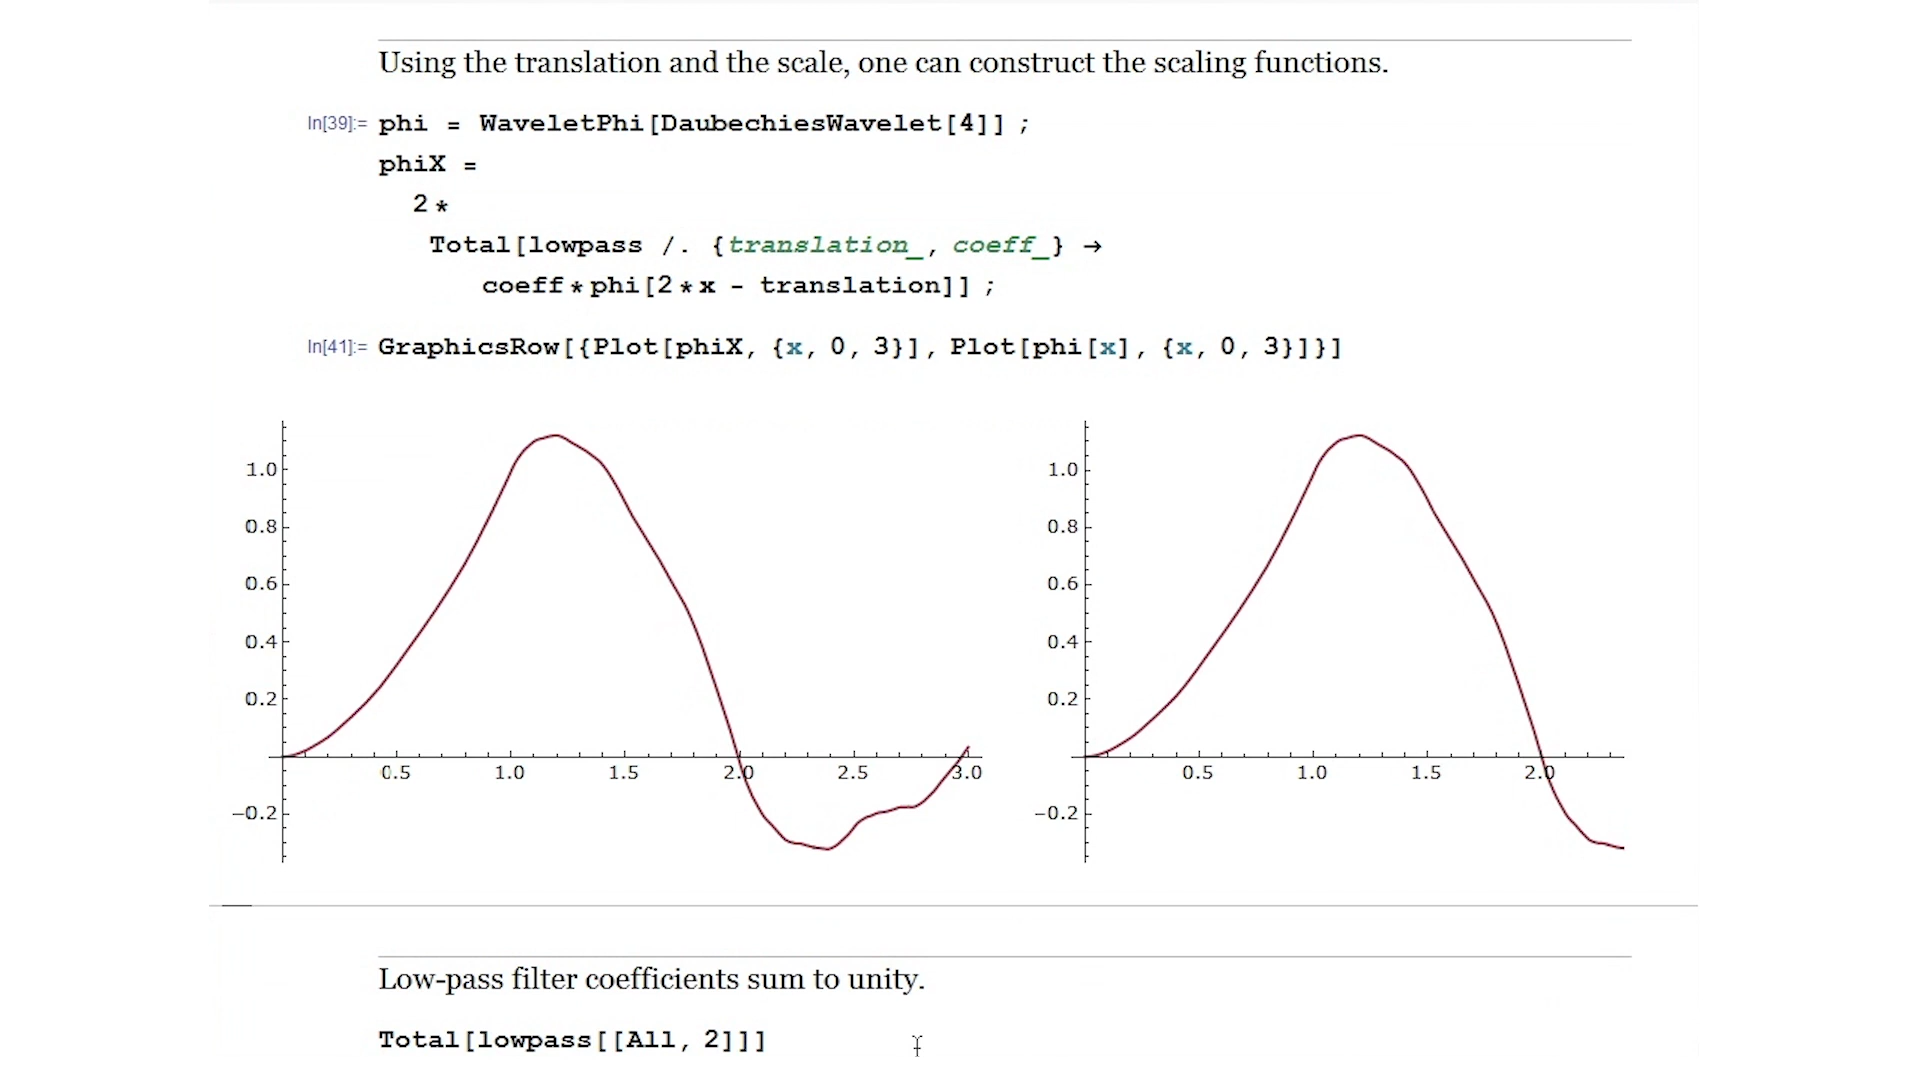 Using the translation and the scale, one can construct the scaling functions.
In[39]:= phi = WaveletPhi[DaubechiesWavelet[4]] ;
phiX =
2 *
Total[lowpass /. {translation_, coeff_} →
coeff * phi[2 * x - translation]] ;
In[41]:= GraphicsRow[{Plot[phiX, {x, 0, 3}], Plot[phi[x], {x, 0, 3}]}]
1.0
0.8
0.6
0.4
0.2
−0.2
0.5 1.0 1.5 2.0 2.5 3.0
1.0
0.8
0.6
0.4
0.2
−0.2
0.5 1.0 1.5 2.0
Low-pass filter coefficients sum to unity.
Total[lowpass[[All, 2]]]